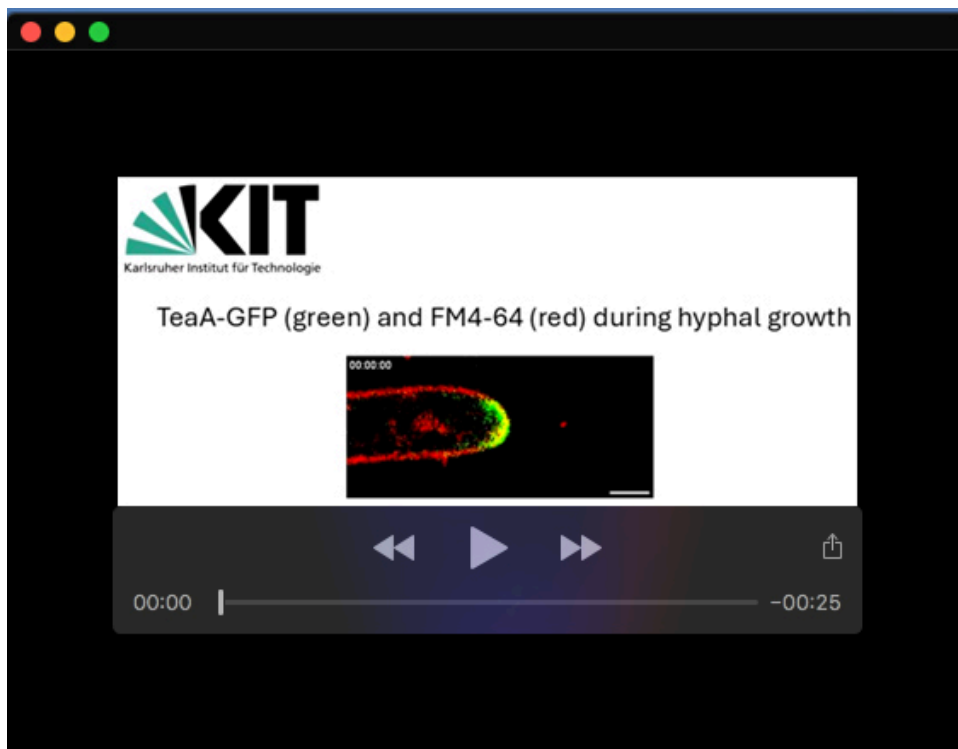 KIT
Karlsruher Institut für Technologie
TeaA-GFP (green) and FM4-64 (red) during hyphal growth
00:00:00
00:00
-00:25